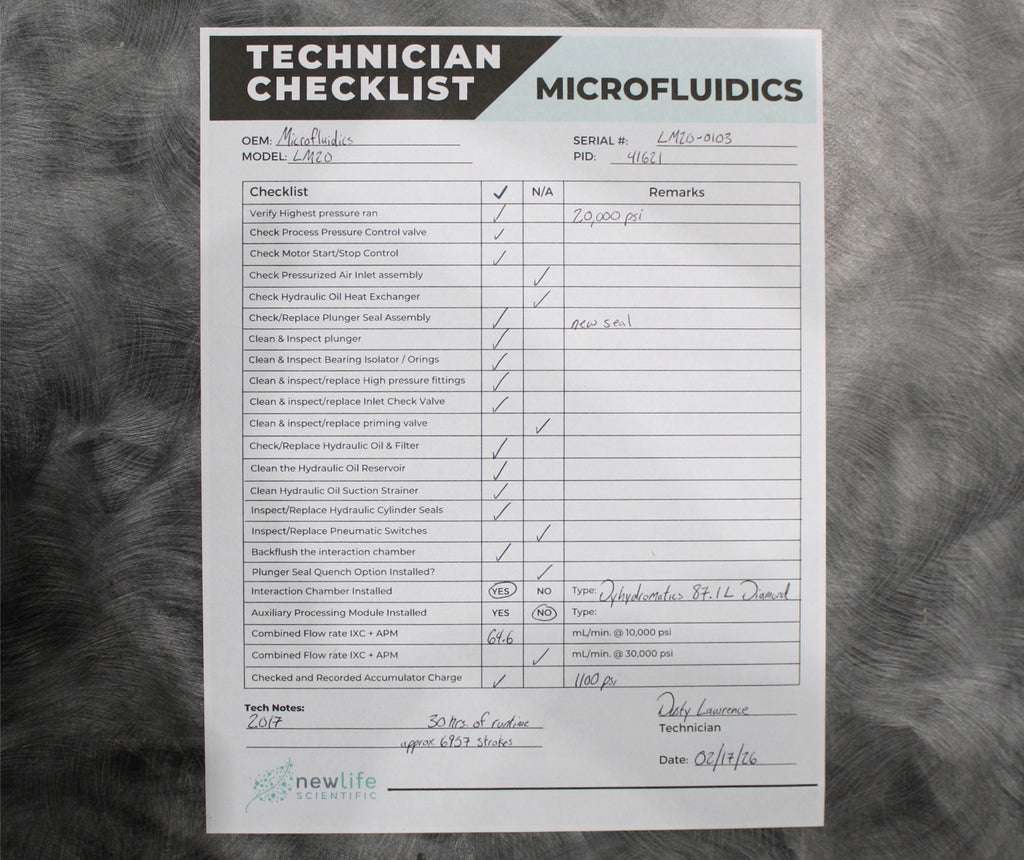 TECHNICIAN
CHECKLIST
MICROFLUIDICS
OEM: Microfluidics
SERIAL #: LM20-0103
MODEL: LM20
PID: 41621
Checklist ✓ N/A Remarks
Verify Highest pressure ran ✓ 20,000 psi
Check Process Pressure Control valve ✓
Check Motor Start/Stop Control ✓
Check Pressurized Air Inlet assembly ✓
Check Hydraulic Oil Heat Exchanger ✓
Check/Replace Plunger Seal Assembly ✓ new seal
Clean & Inspect plunger ✓
Clean & Inspect Bearing Isolator / Orings ✓
Clean & inspect/replace High pressure fittings ✓
Clean & inspect/replace Inlet Check Valve ✓
Clean & inspect/replace priming valve ✓
Check/Replace Hydraulic Oil & Filter ✓
Clean the Hydraulic Oil Reservoir ✓
Clean Hydraulic Oil Suction Strainer ✓
Inspect/Replace Hydraulic Cylinder Seals ✓
Inspect/Replace Pneumatic Switches ✓
Backflush the interaction chamber ✓
Plunger Seal Quench Option Installed? ✓
Interaction Chamber Installed YES NO Type: Dyhydromatics 87.1L Diamond
Auxiliary Processing Module Installed YES NO Type:
Combined Flow rate IXC + APM 64.6 mL/min. @ 10,000 psi
Combined Flow rate IXC + APM ✓ mL/min. @ 30,000 psi
Checked and Recorded Accumulator Charge ✓ 1100 psi
Tech Notes:
2017 30 hrs. of runtime
approx 6957 strokes
Dusty Lawrence
Technician
Date: 02/17/26
newlife
SCIENTIFIC